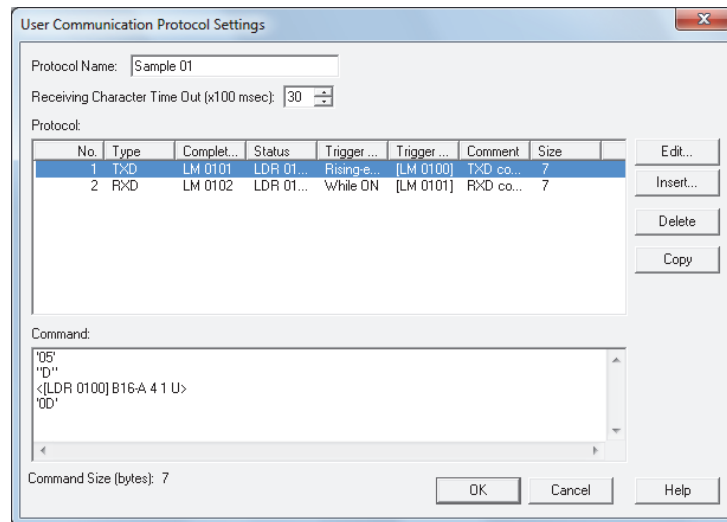 User Communication Protocol Settings
Protocol Name: Sample 01
Receiving Character Time Out (x100 msec): 30
Protocol:
No. Type Complet... Status Trigger ... Trigger ... Comment Size
1 TXD LM 0101 LDR 01... Rising-e... [LM 0100] TXD co... 7
2 RXD LM 0102 LDR 01... While ON [LM 0101] RXD co... 7
Edit...
Insert...
Delete
Copy
Command:
'05'
"D"
<[LDR 0100] B16-A 4 1 U>
'0D'
Command Size (bytes): 7
OK Cancel Help